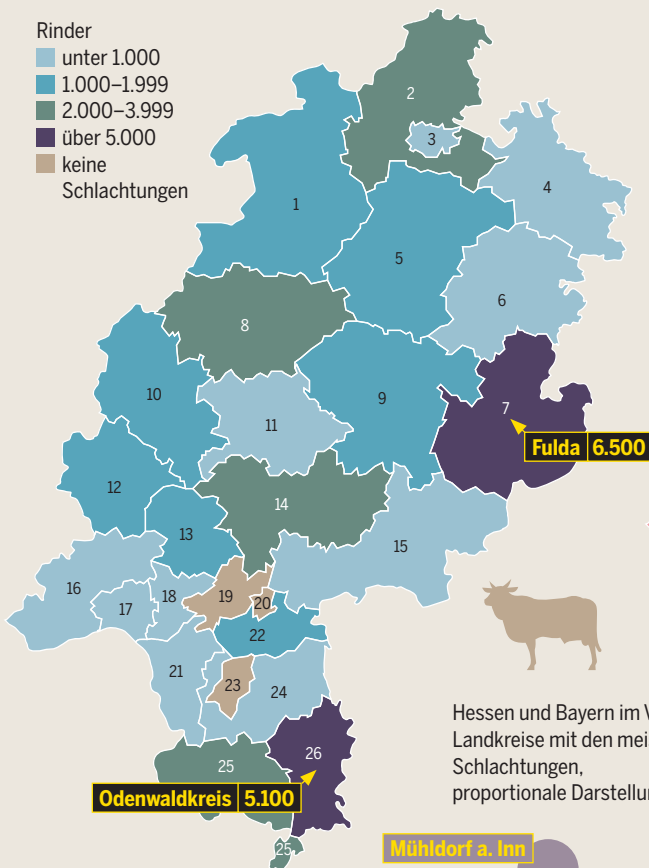 Rinder
unter 1.000
1.000–1.999
2.000–3.999
über 5.000
keine
Schlachtungen
2
3
4
1
5
6
8
10
9
7
11
Fulda 6.500
12
14
13
15
16
18
19
20
17
22
21
23
24
26
25
Odenwaldkreis 5.100
25
Hessen und Bayern im
Landkreise mit den
Schlachtungen,
proportionale
Mühldorf a. Inn